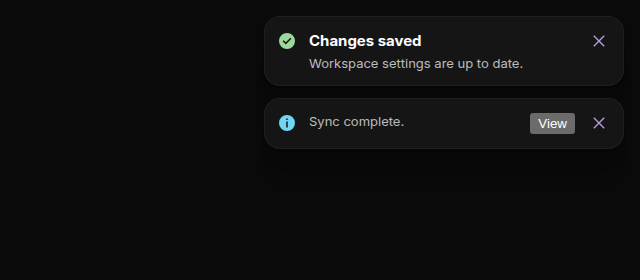 Changes saved
Workspace settings are up to date.
Sync complete.
View